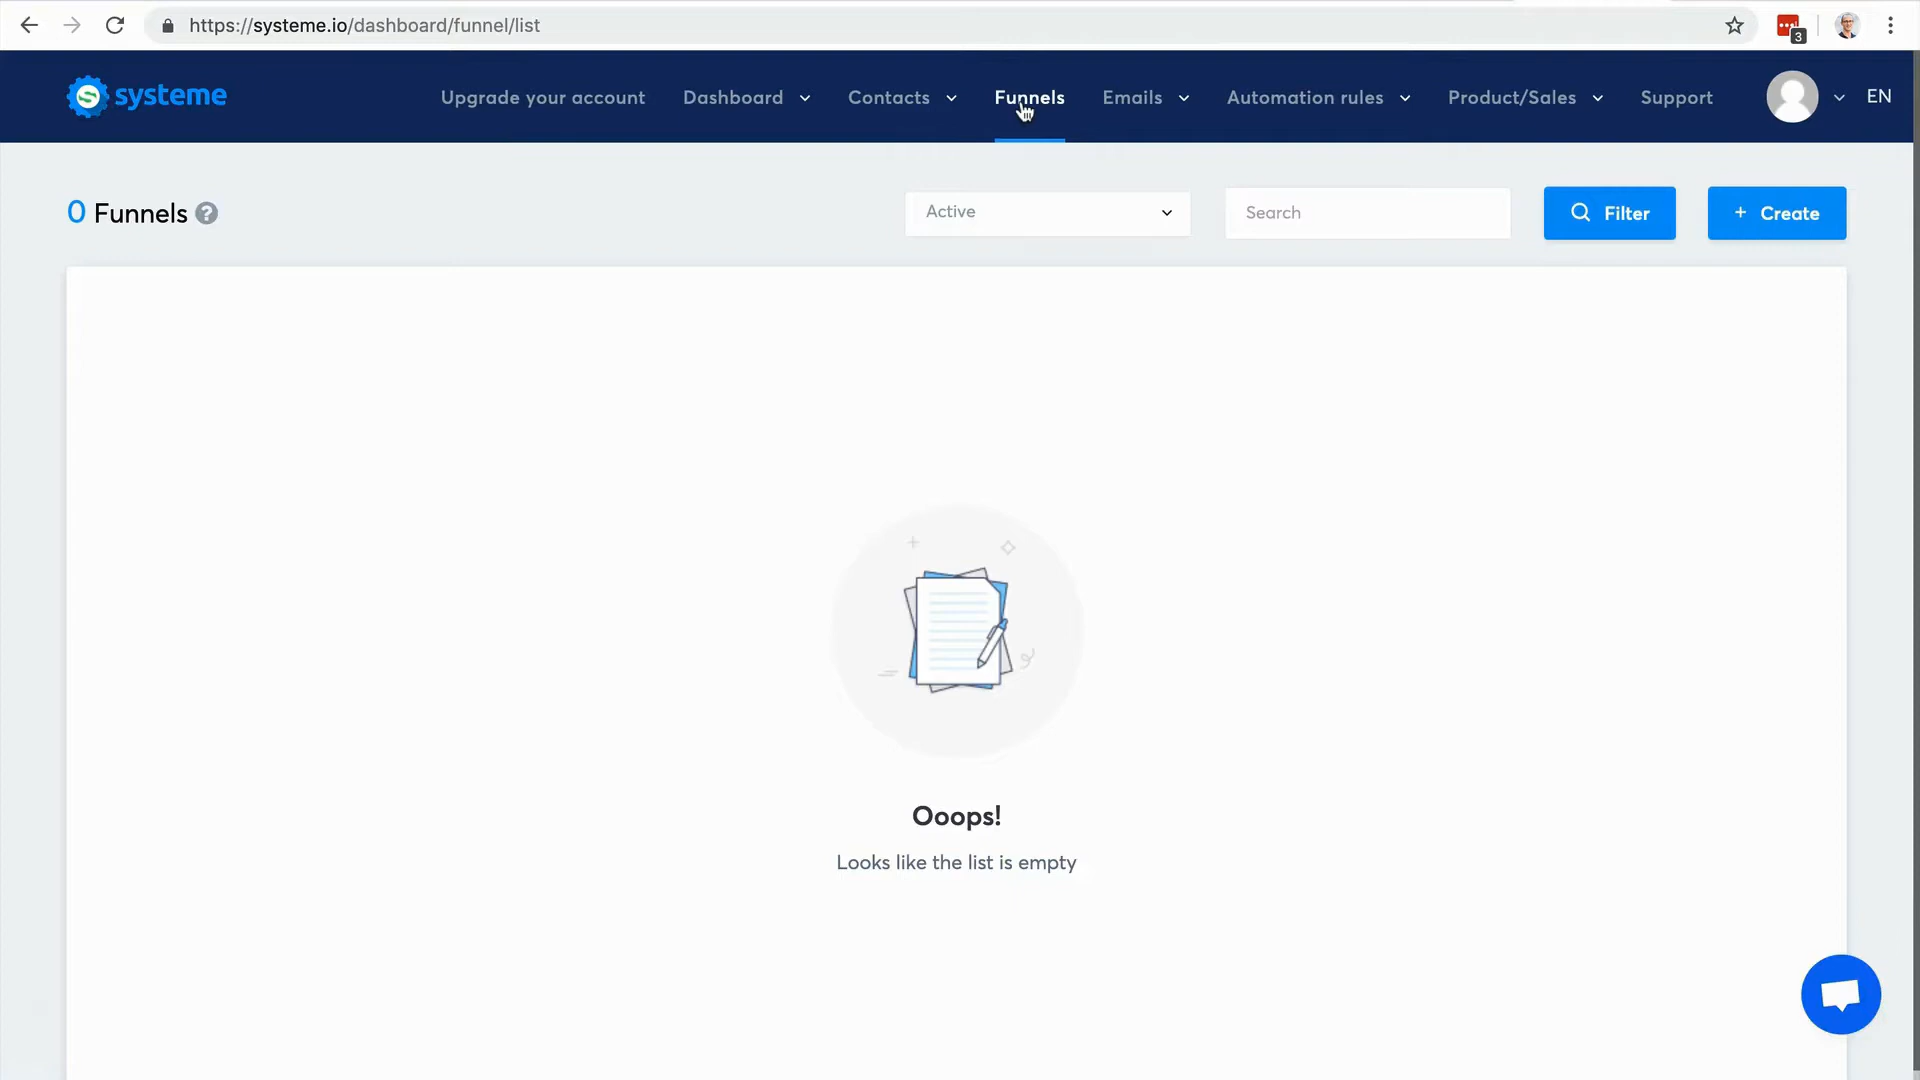 https://systeme.io/dashboard/funnel/list
3
systeme
Upgrade your account
Dashboard
Contacts
Funnels
Emails
Automation rules
Product/Sales
Support
EN
0 Funnels ?
Active
Search
Filter
+ Create
Ooops!
Looks like the list is empty